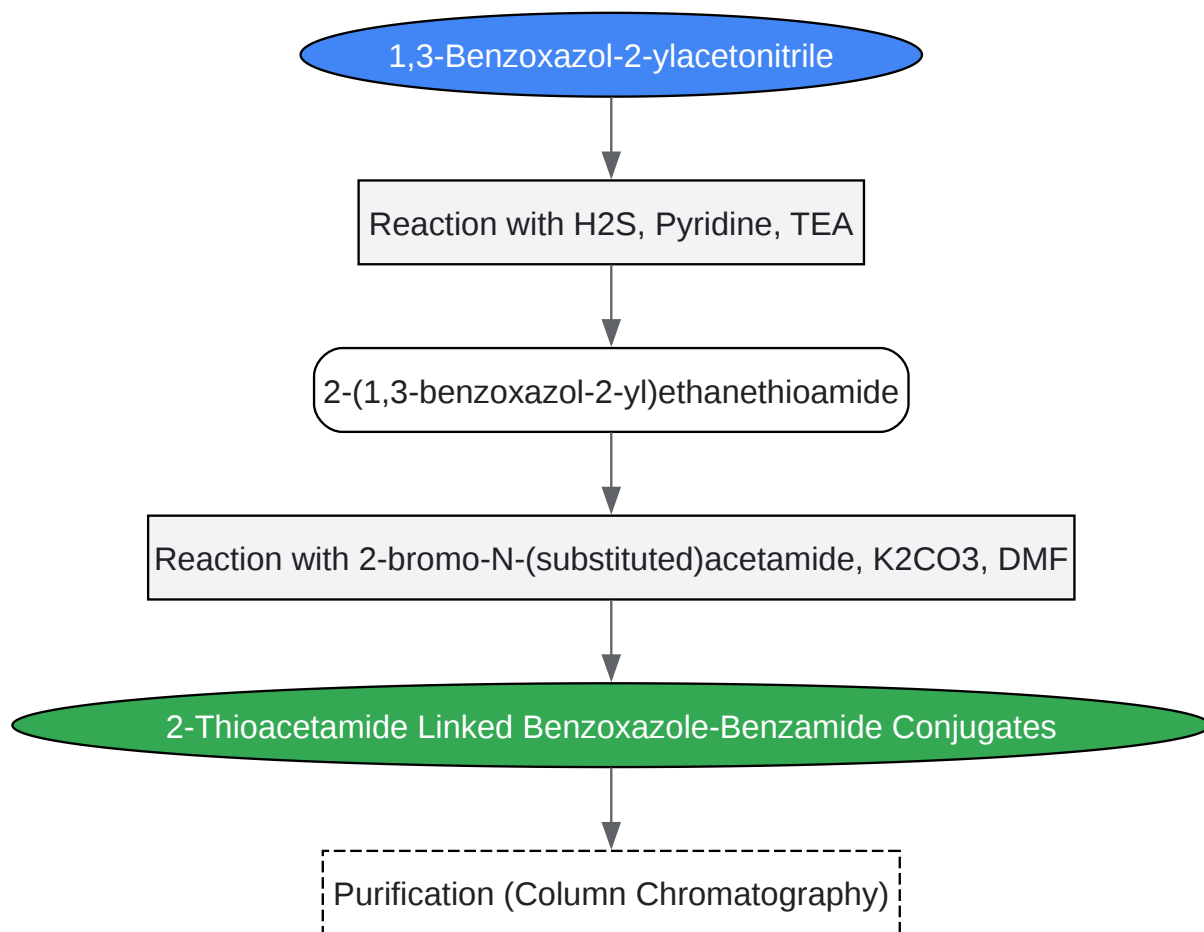 1,3-Benzoxazol-2-ylacetonitrile
Reaction with H2S, Pyridine, TEA
2-(1,3-benzoxazol-2-yl)ethanethioamide
Reaction with 2-bromo-N-(substituted)acetamide, K2CO3, DMF
2-Thioacetamide Linked Benzoxazole-Benzamide Conjugates
Purification (Column Chromatography)